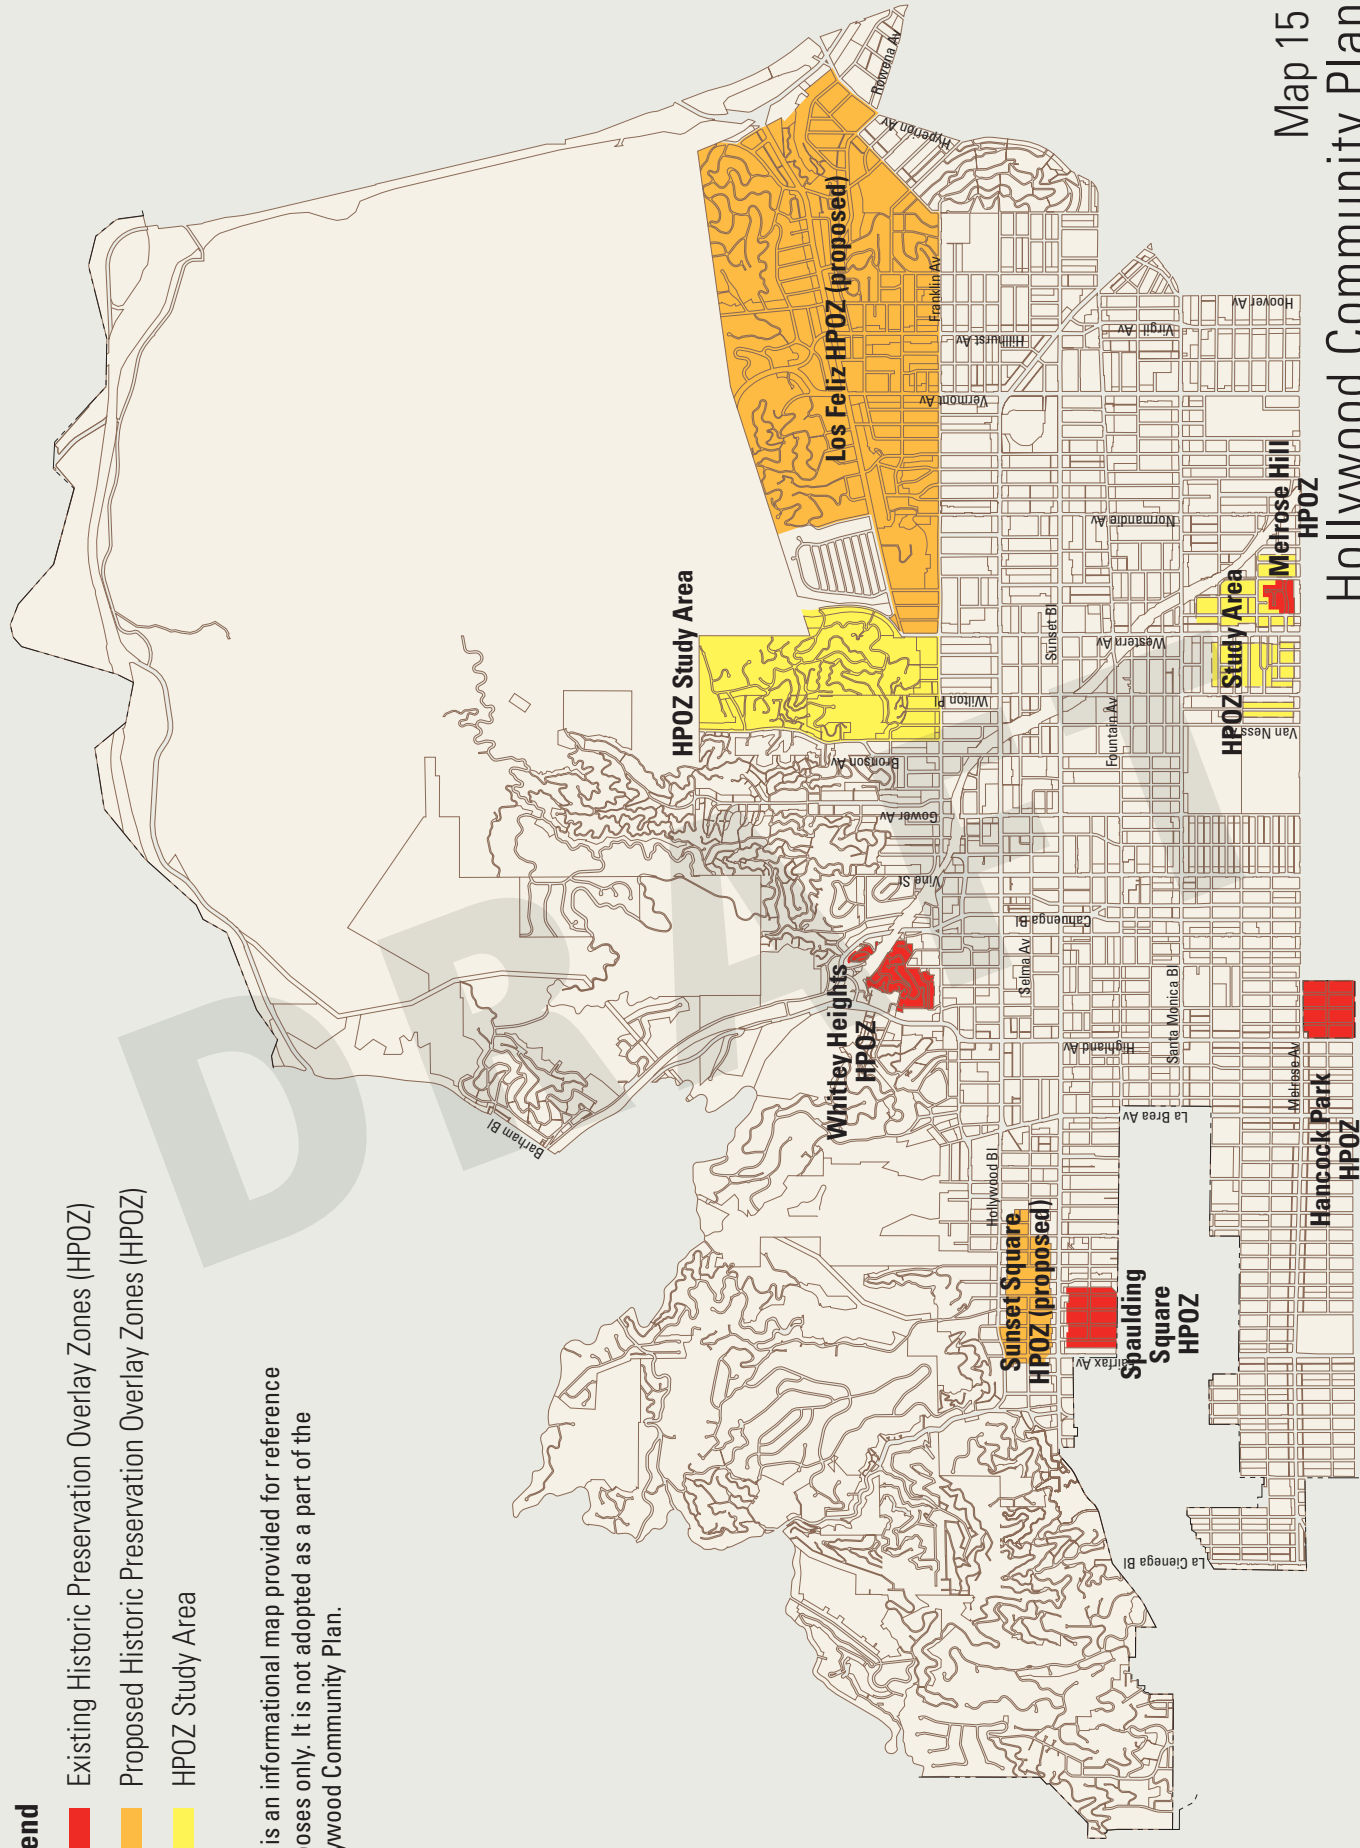 end
Existing Historic Preservation Overlay Zones (HPOZ)
Proposed Historic Preservation Overlay Zones (HPOZ)
HPOZ Study Area
is an informational map provided for reference
oses only. It is not adopted as a part of the
wood Community Plan.
DRAFT
Barham Bl
HPOZ Study Area
Los Feliz HPOZ (proposed)
Rowena Av
Hyperion Av
Franklin Av
Hillhurst Av
Vermont Av
Bronson Av
Wilton Pl
Gower Av
Vine St
Whitley Heights
HPOZ
Cahuenga Bl
Selma Av
Hollywood Bl
Sunset Bl
Sunset Square
HPOZ (proposed)
Highland Av
Fountain Av
Western Av
Normandie Av
Virgil Av
Hoover Av
Fairfax Av
Spaulding
Square
HPOZ
La Brea Av
Santa Monica Bl
La Cienega Bl
HPOZ Study Area
Van Ness
Melrose Hill
HPOZ
Melrose Av
Hancock Park
HPOZ
Map 15
Hollywood Community Plan